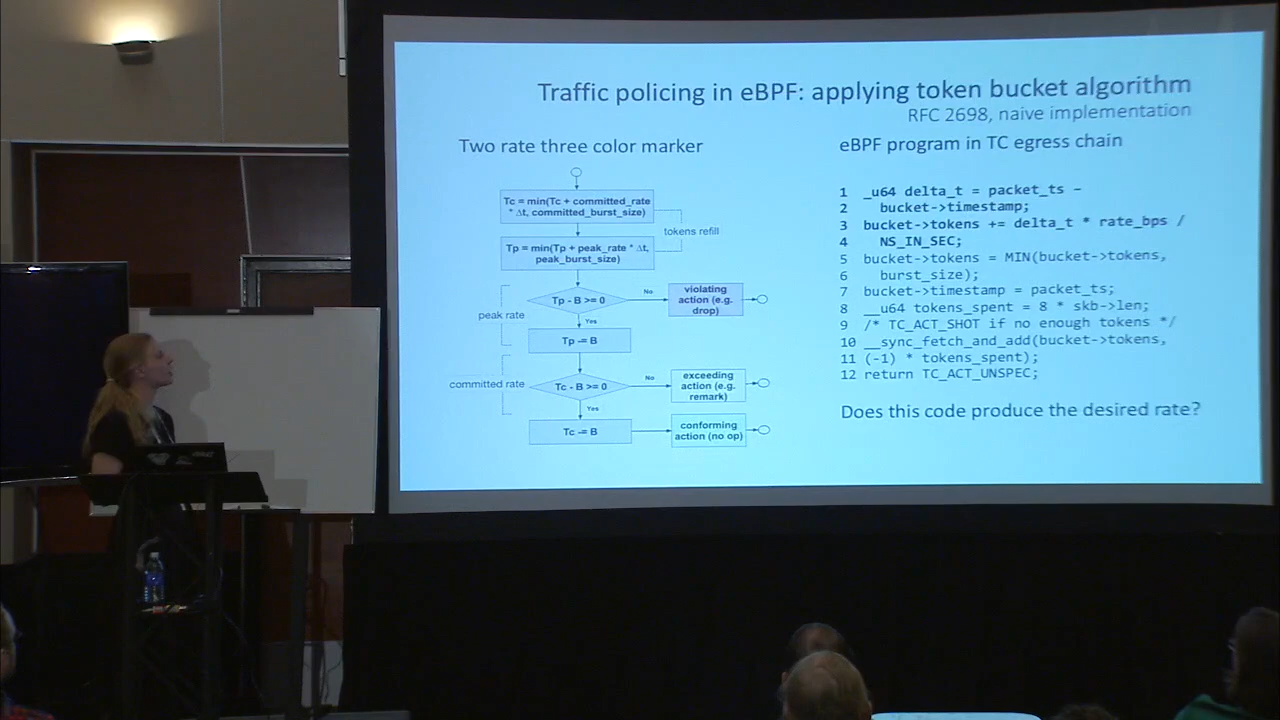 Traffic policing in eBPF: applying token bucket algorithm
RFC 2698, naive implementation
Two rate three color marker
Tc = min(Tc + committed_rate
* Δt, committed_burst_size)
tokens refill
Tp = min(Tp + peak_rate * Δt,
peak_burst_size)
Tp - B >= 0
No
violating
action (e.g.
drop)
peak rate
Yes
Tp -= B
committed rate
Tc - B >= 0
No
exceeding
action (e.g.
remark)
Yes
Tc -= B
conforming
action (no op)
eBPF program in TC egress chain
1 _u64 delta_t = packet_ts -
2 bucket->timestamp;
3 bucket->tokens += delta_t * rate_bps /
4 NS_IN_SEC;
5 bucket->tokens = MIN(bucket->tokens,
6 burst_size);
7 bucket->timestamp = packet_ts;
8 __u64 tokens_spent = 8 * skb->len;
9 /* TC_ACT_SHOT if no enough tokens */
10 __sync_fetch_and_add(bucket->tokens,
11 (-1) * tokens_spent);
12 return TC_ACT_UNSPEC;
Does this code produce the desired rate?